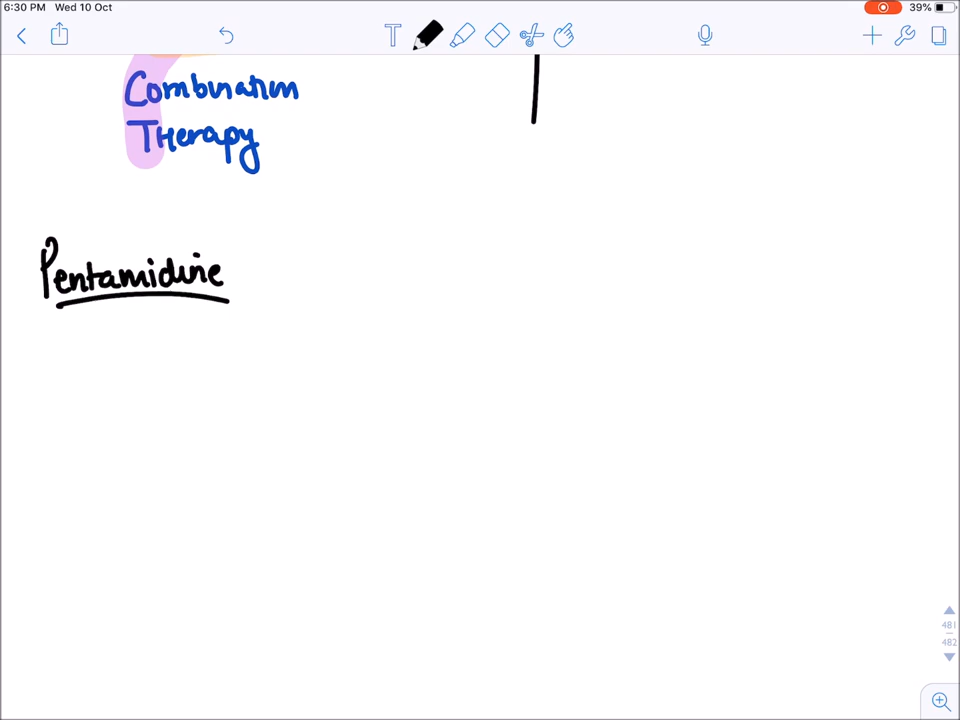 6:30 PM Wed 10 Oct
39%
T
Combination
Therapy
Pentamidine
481
482